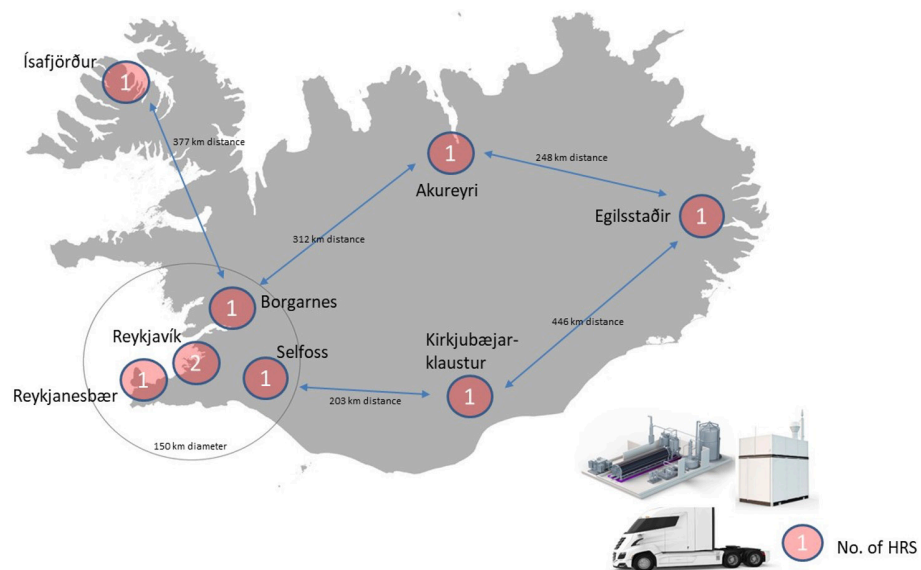 Ísafjörður
1
377 km distance
1
Akureyri
248 km distance
Egilsstaðir
1
312 km distance
1
Borgarnes
Reykjavík
2
Selfoss
1
1
Reykjanesbær
150 km diameter
203 km distance
Kirkjubæjar-
klaustur
1
446 km distance
1
No. of HRS